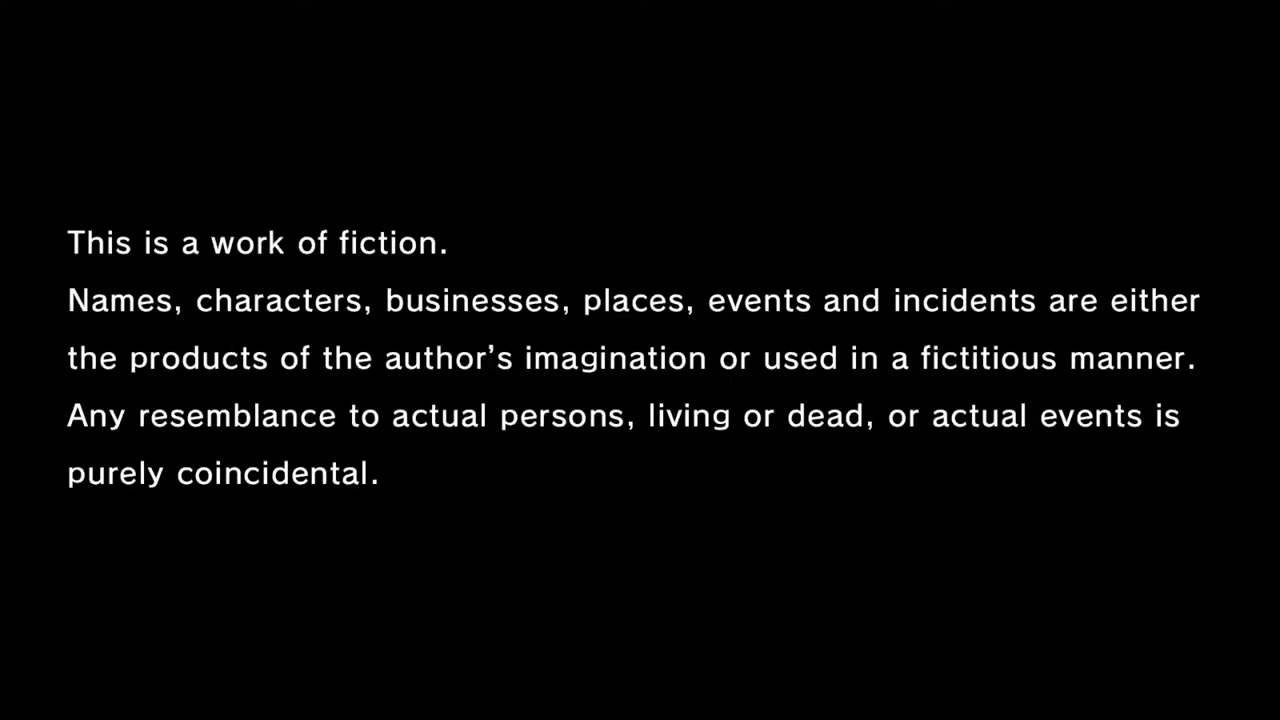 This is a work of fiction.
Names, characters, businesses, places, events and incidents are either
the products of the author’s imagination or used in a fictitious manner.
Any resemblance to actual persons, living or dead, or actual events is
purely coincidental.